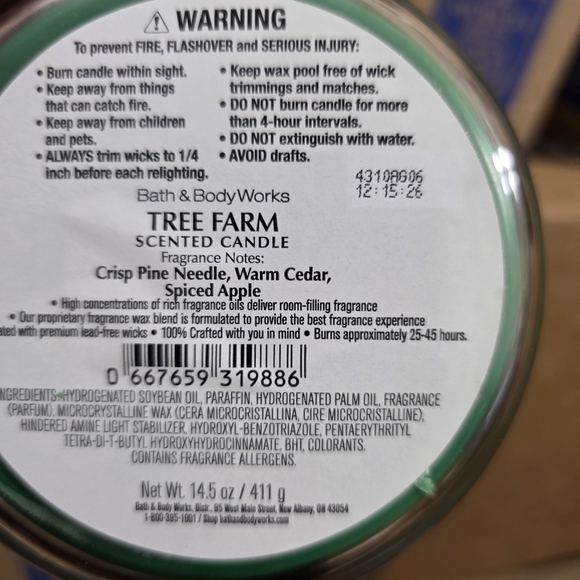 ⚠ WARNING
To prevent FIRE, FLASHOVER and SERIOUS INJURY:
• Burn candle within sight.
• Keep away from things
that can catch fire.
• Keep away from children
and pets.
• ALWAYS trim wicks to 1/4
inch before each relighting.
• Keep wax pool free of wick
trimmings and matches.
• DO NOT burn candle for more
than 4-hour intervals.
• DO NOT extinguish with water.
• AVOID drafts.
4310AG06
12:15:26
Bath & Body Works
TREE FARM
SCENTED CANDLE
Fragrance Notes:
Crisp Pine Needle, Warm Cedar,
Spiced Apple
• High concentrations of rich fragrance oils deliver room-filling fragrance
• Our proprietary fragrance wax blend is formulated to provide the best fragrance experience
ated with premium lead-free wicks • 100% Crafted with you in mind • Burns approximately 25-45 hours.
0 667659 319886
NGREDIENTS: HYDROGENATED SOYBEAN OIL, PARAFFIN, HYDROGENATED PALM OIL, FRAGRANCE
(PARFUM), MICROCRYSTALLINE WAX (CERA MICROCRISTALLINA, CIRE MICROCRISTALLINE),
HINDERED AMINE LIGHT STABILIZER, HYDROXYL-BENZOTRIAZOLE, PENTAERYTHRITYL
TETRA-DI-T-BUTYL HYDROXYHYDROCINNAMATE, BHT, COLORANTS.
CONTAINS FRAGRANCE ALLERGENS.
Net Wt. 14.5 oz / 411 g
Bath & Body Works, Distr., 95 West Main Street, New Albany, OH 43054
1-800-395-1001 / Shop bathandbodyworks.com